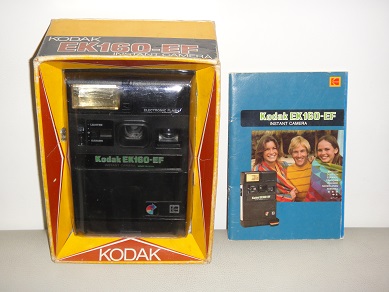 KODAK
EK160-EF
INSTANT CAMERA
ELECTRONIC FLASH
Kodak EK160-EF
KODAK
Kodak EK160-EF
INSTANT CAMERA